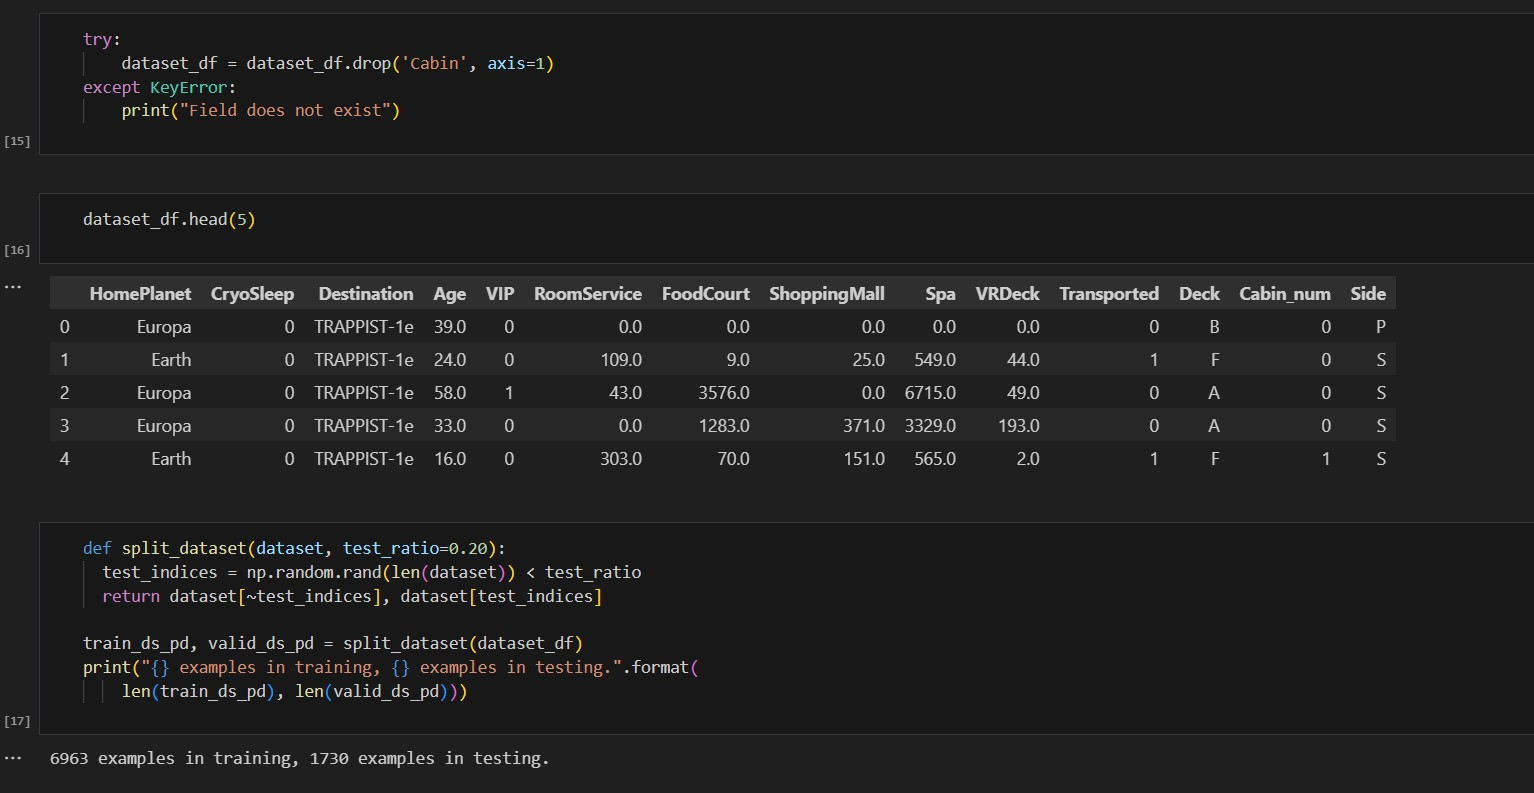 try:
    dataset_df = dataset_df.drop('Cabin', axis=1)
except KeyError:
    print("Field does not exist")
[15]
dataset_df.head(5)
[16]
...
HomePlanet CryoSleep Destination Age VIP RoomService FoodCourt ShoppingMall Spa VRDeck Transported Deck Cabin_num Side
0 Europa 0 TRAPPIST-1e 39.0 0 0.0 0.0 0.0 0.0 0.0 0 B 0 P
1 Earth 0 TRAPPIST-1e 24.0 0 109.0 9.0 25.0 549.0 44.0 1 F 0 S
2 Europa 0 TRAPPIST-1e 58.0 1 43.0 3576.0 0.0 6715.0 49.0 0 A 0 S
3 Europa 0 TRAPPIST-1e 33.0 0 0.0 1283.0 371.0 3329.0 193.0 0 A 0 S
4 Earth 0 TRAPPIST-1e 16.0 0 303.0 70.0 151.0 565.0 2.0 1 F 1 S
def split_dataset(dataset, test_ratio=0.20):
  test_indices = np.random.rand(len(dataset)) < test_ratio
  return dataset[~test_indices], dataset[test_indices]
train_ds_pd, valid_ds_pd = split_dataset(dataset_df)
print("{} examples in training, {} examples in testing.".format(
    len(train_ds_pd), len(valid_ds_pd)))
[17]
...
6963 examples in training, 1730 examples in testing.